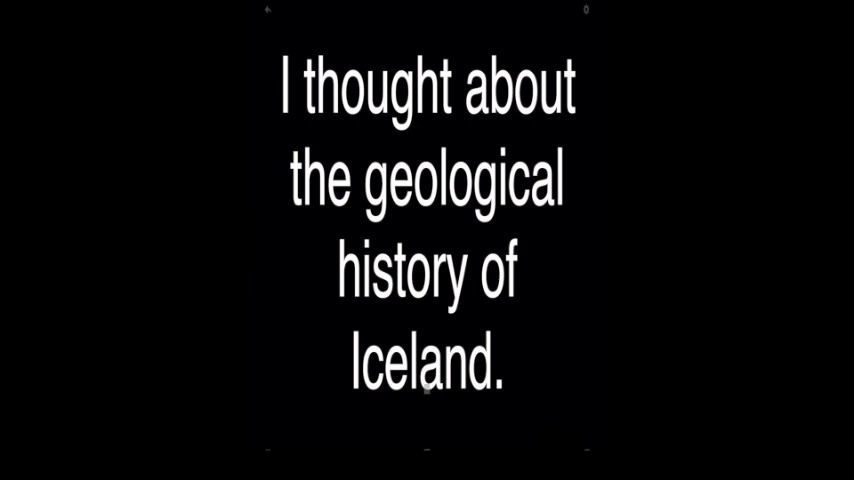 I thought about
the geological
history of
Iceland.